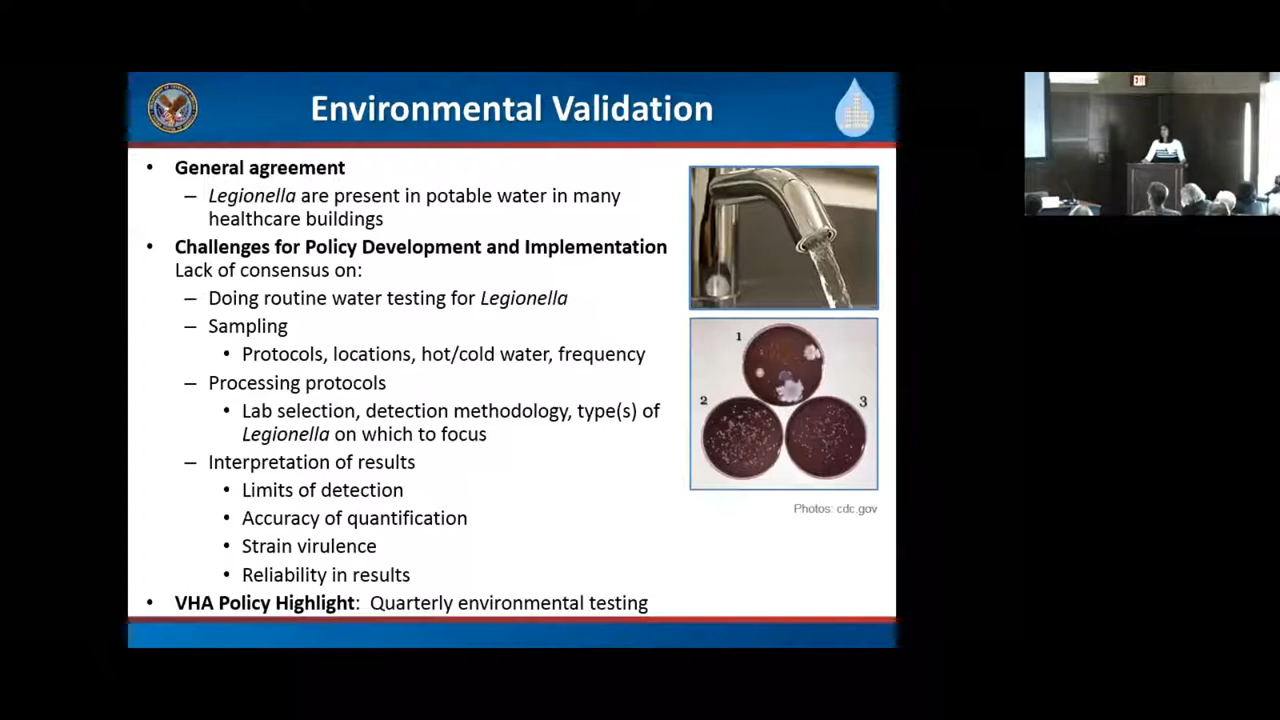 Environmental Validation
• General agreement
– Legionella are present in potable water in many
healthcare buildings
• Challenges for Policy Development and Implementation
Lack of consensus on:
– Doing routine water testing for Legionella
– Sampling
• Protocols, locations, hot/cold water, frequency
– Processing protocols
• Lab selection, detection methodology, type(s) of
Legionella on which to focus
– Interpretation of results
• Limits of detection
• Accuracy of quantification
• Strain virulence
• Reliability in results
• VHA Policy Highlight: Quarterly environmental testing
1
2
3
Photos: cdc.gov
EXIT